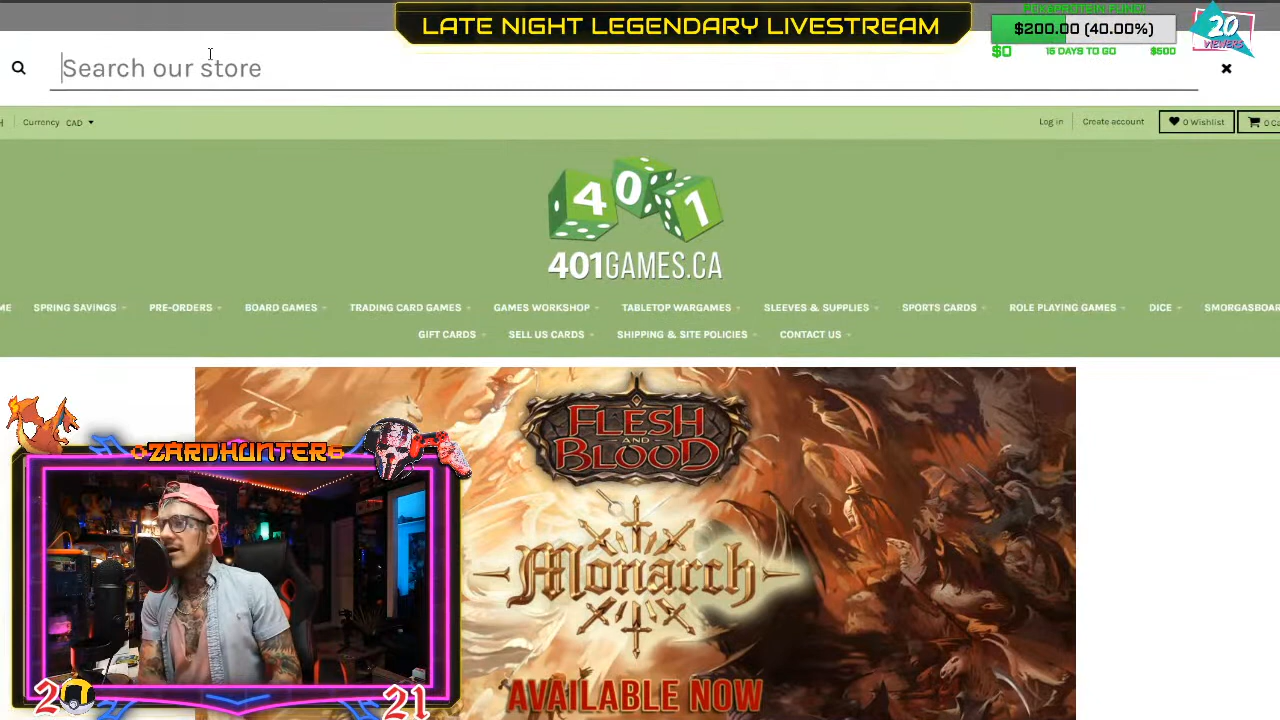 LATE NIGHT LEGENDARY LIVESTREAM
$200.00 (40.00%)
$0 15 DAYS TO GO $500
20
VIEWERS
Search our store
Currency CAD
Log in
Create account
0 Wishlist
401
401GAMES.CA
SPRING SAVINGS
PRE-ORDERS
BOARD GAMES
TRADING CARD GAMES
GAMES WORKSHOP
TABLETOP WARGAMES
SLEEVES & SUPPLIES
SPORTS CARDS
ROLE PLAYING GAMES
DICE
SMORGASBOAR
GIFT CARDS
SELL US CARDS
SHIPPING & SITE POLICIES
CONTACT US
FLESH
AND
BLOOD
Monarch
AVAILABLE NOW
ZARDHUNTER6
20
21